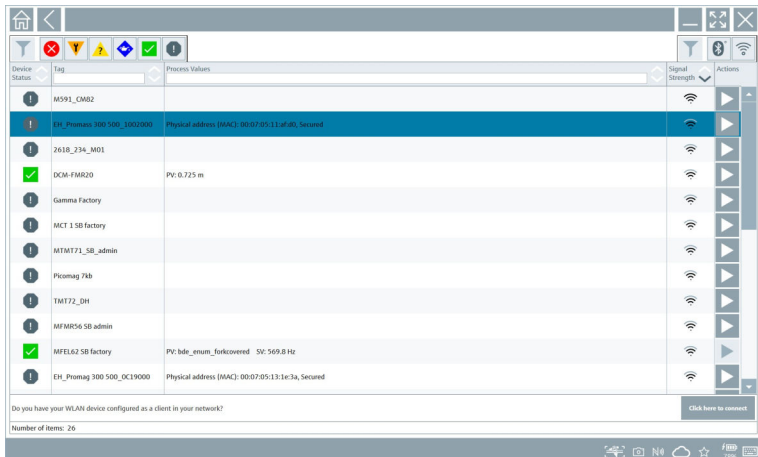 Device Status Tag Process Values Signal Strength Actions
M591_CM82
EH_Promass 300 500_1002000 Physical address (MAC): 00:07:05:11:af:d0, Secured
2618_234_M01
DCM-FMR20 PV: 0.725 m
Gamma Factory
MCT 1 SB factory
MTMT71_SB_admin
Picomag 7kb
TMT72_DH
MFMR56 SB admin
MFEL62 SB factory PV: bde_enum_forkcovered SV: 569.8 Hz
EH_Promag 300 500_0C19000 Physical address (MAC): 00:07:05:13:1e:3a, Secured
Do you have your WLAN device configured as a client in your network? Click here to connect
Number of items: 26